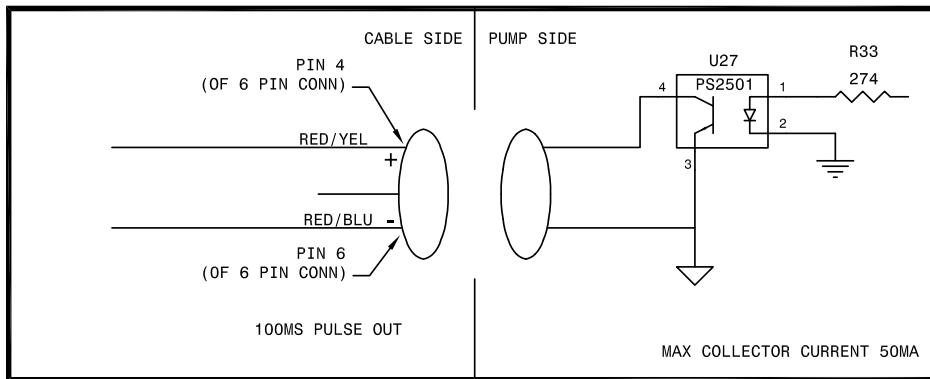 CABLE SIDE
PUMP SIDE
PIN 4
(OF 6 PIN CONN)
RED/YEL
+
RED/BLU -
PIN 6
(OF 6 PIN CONN)
100MS PULSE OUT
U27
PS2501
4
1
2
3
R33
274
MAX COLLECTOR CURRENT 50MA